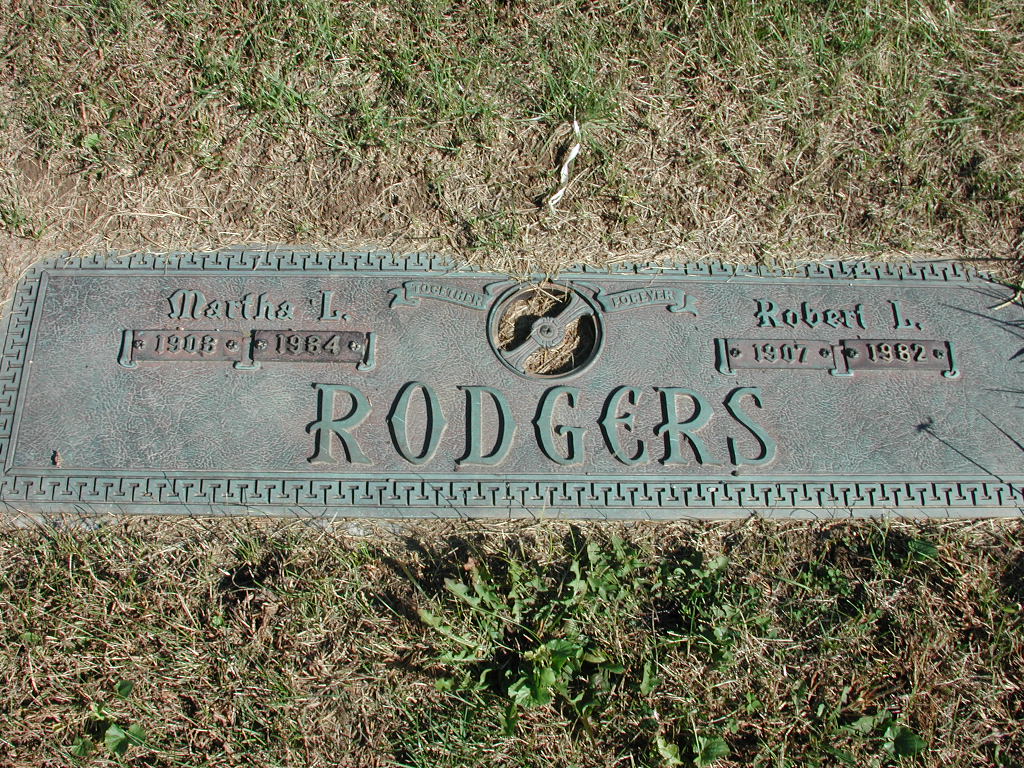 Martha L.
1908 1984
TOGETHER FOREVER
Robert L.
1907 1982
RODGERS